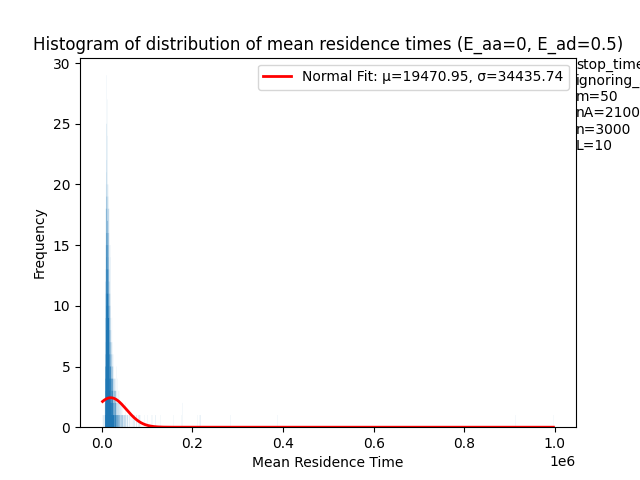 Histogram of distribution of mean residence times (E_aa=0, E_ad=0.5)
Normal Fit: μ=19470.95, σ=34435.74
stop_time
ignoring_
m=50
nA=2100
n=3000
L=10
Frequency
30
25
20
15
10
5
0
0.0 0.2 0.4 0.6 0.8 1.0
1e6
Mean Residence Time